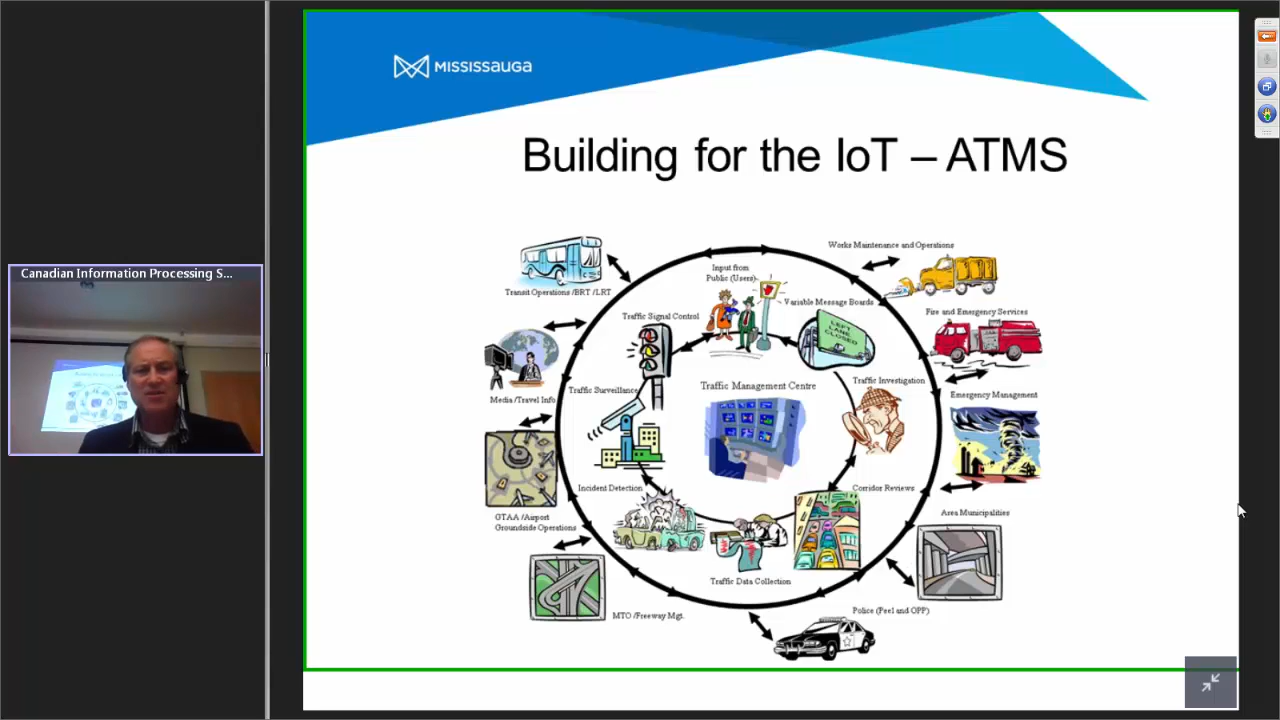 Canadian Information Processing S...
MISSISSAUGA
Building for the IoT – ATMS
Works Maintenance and Operations
Input from
Public (Users)
Transit Operations /BRT /LRT
Variable Message Boards
Traffic Signal Control
Fire and Emergency Services
LEFT
LANE
CLOSED
Traffic Management Centre
Traffic Investigation
Traffic Surveillance
Media /Travel Info
Emergency Management
Incident Detection
Corridor Reviews
GTAA /Airport
Groundside Operations
Area Municipalities
Traffic Data Collection
MTO /Freeway Mgt.
Police (Peel and OPP)